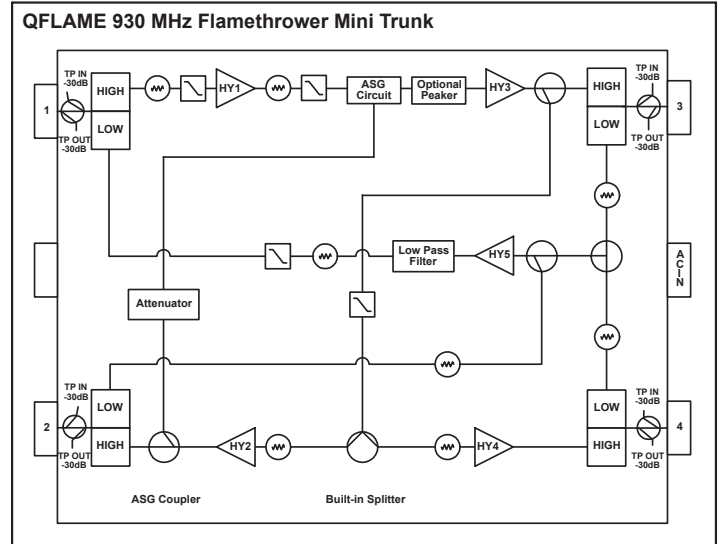 QFLAME 930 MHz Flamethrower Mini Trunk
TP IN
-30dB
1
TP OUT
-30dB
HIGH
LOW
HY1
ASG
Circuit
Optional
Peaker
HY3
HIGH
LOW
TP IN
-30dB
3
TP OUT
-30dB
Low Pass
Filter
HY5
A
C
I
N
Attenuator
TP IN
-30dB
2
TP OUT
-30dB
LOW
HIGH
HY2
HY4
LOW
HIGH
TP IN
-30dB
4
TP OUT
-30dB
ASG Coupler
Built-in Splitter